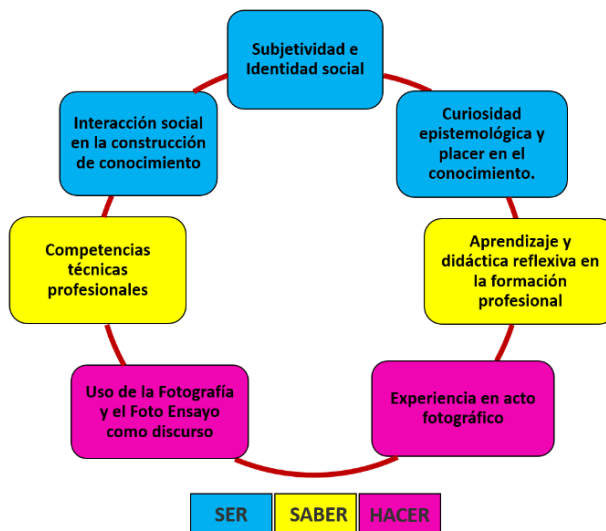 Subjetividad e
Identidad social
Interacción social
en la construcción
de conocimiento
Curiosidad
epistemológica y
placer en el
conocimiento.
Competencias
técnicas
profesionales
Aprendizaje y
didáctica reflexiva en
la formación
profesional
Uso de la Fotografía
y el Foto Ensayo
como discurso
Experiencia en acto
fotográfico
SER SABER HACER